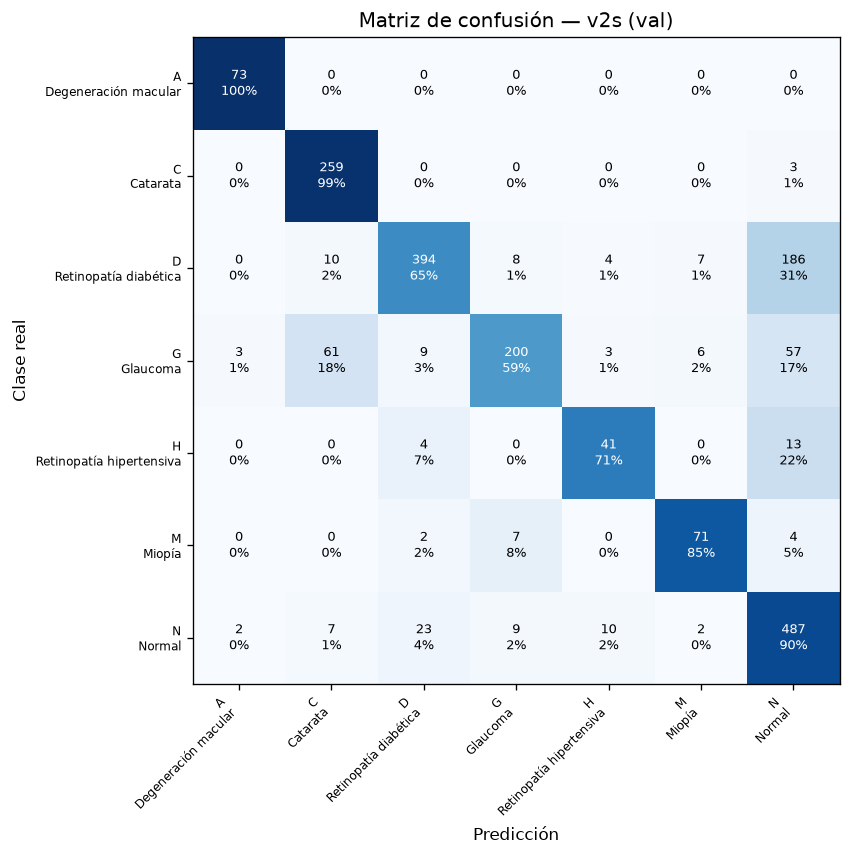 Matriz de confusión — v2s (val)
Clase real
A
Degeneración macular
73 0 0 0 0 0 0
100% 0% 0% 0% 0% 0% 0%
C
Catarata
0 259 0 0 0 0 3
0% 99% 0% 0% 0% 0% 1%
D
Retinopatía diabética
0 10 394 8 4 7 186
0% 2% 65% 1% 1% 1% 31%
G
Glaucoma
3 61 9 200 3 6 57
1% 18% 3% 59% 1% 2% 17%
H
Retinopatía hipertensiva
0 0 4 0 41 0 13
0% 0% 7% 0% 71% 0% 22%
M
Miopía
0 0 2 7 0 71 4
0% 0% 2% 8% 0% 85% 5%
N
Normal
2 7 23 9 10 2 487
0% 1% 4% 2% 2% 0% 90%
A
Degeneración macular
C
Catarata
D
Retinopatía diabética
G
Glaucoma
H
Retinopatía hipertensiva
M
Miopía
N
Normal
Predicción